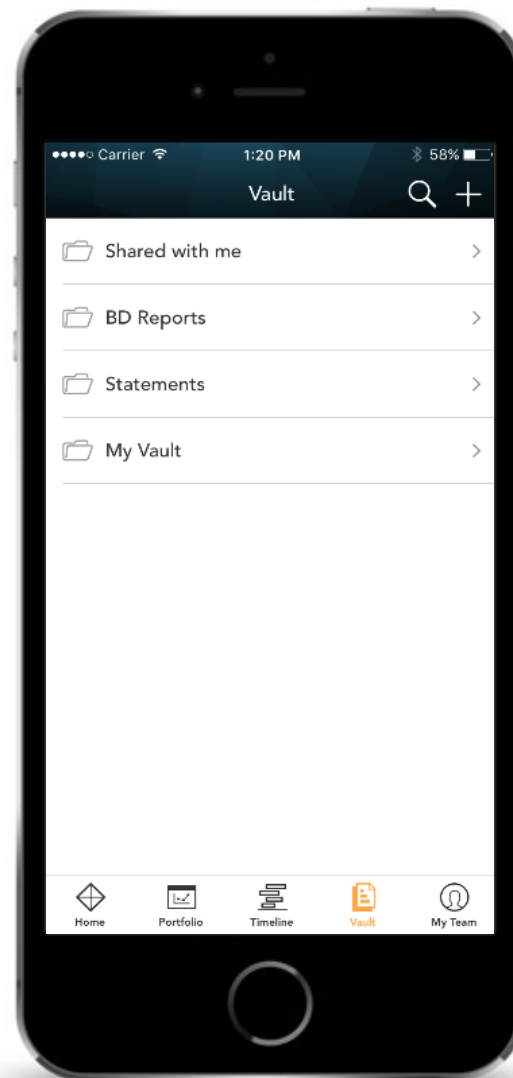 Carrier 1:20 PM 58%
Vault
Shared with me
BD Reports
Statements
My Vault
Home Portfolio Timeline Vault My Team